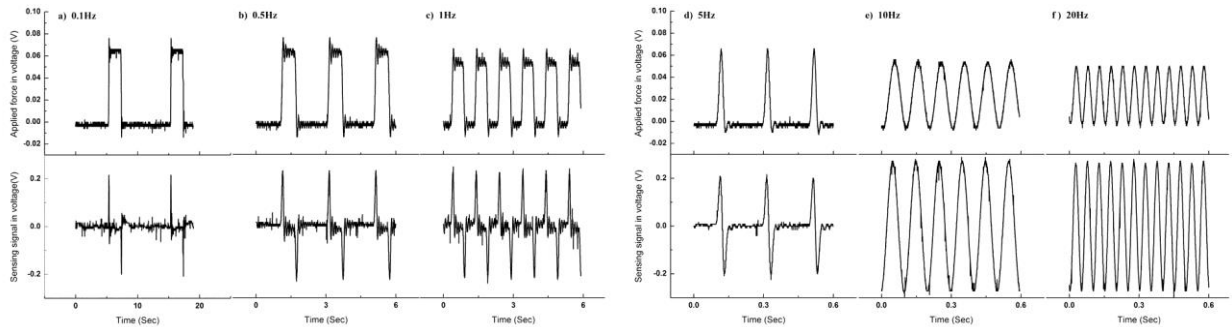 a) 0.1Hz
b) 0.5Hz
c) 1Hz
Applied force in voltage (V)
0.10
0.08
0.06
0.04
0.02
0.00
-0.02
Sensing signal in voltage(V)
0.2
0.0
-0.2
0 10 20
0 3 6
0 3 6
Time (Sec)
Time (Sec)
Time (Sec)
d) 5Hz
e) 10Hz
f ) 20Hz
Applied force in voltage (V)
0.10
0.08
0.06
0.04
0.02
0.00
-0.02
Sensing signal in voltage (V)
0.2
0.0
-0.2
0.0 0.3 0.6
0.0 0.3 0.6
0.0 0.3 0.6
Time (Sec)
Time (Sec)
Time (Sec)